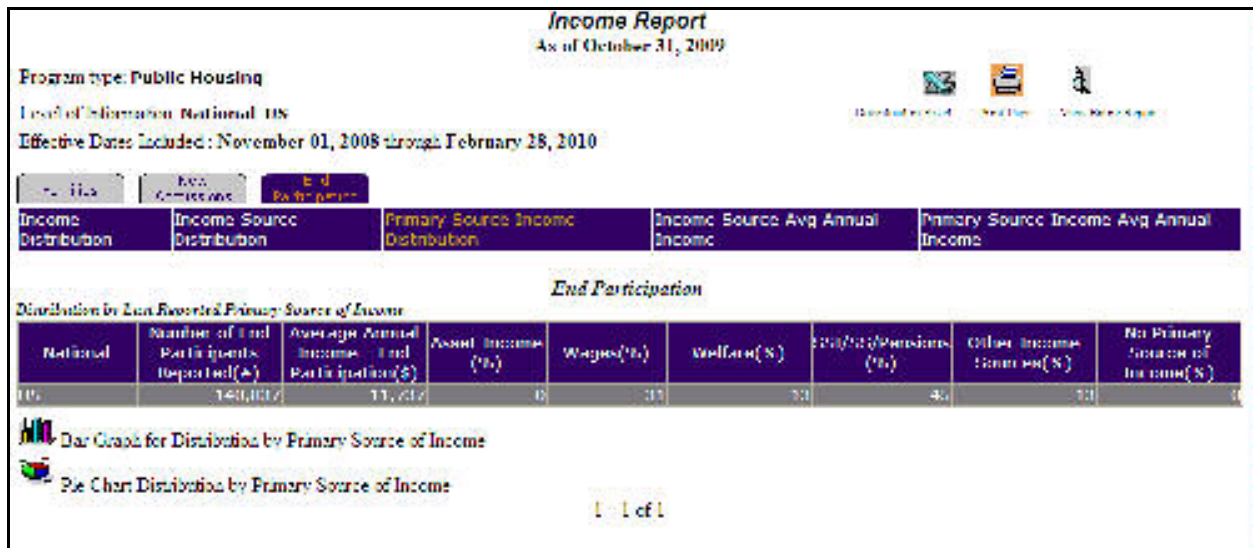 Income Report
As of October 31, 2009
Program type: Public Housing
Level of Information National US
Effective Dates Included : November 01, 2008 through February 28, 2010
New Admissions
End Participation
Income Distribution
Income Source Distribution
Primary Source Income Distribution
Income Source Avg Annual Income
Primary Source Income Avg Annual Income
End Participation
Distribution by Last Reported Primary Source of Income
National
Number of End Participants Reported(#)
Average Annual Income End Participation($)
Asset Income (%)
Wages(%)
Welfare(%)
SSI/SS/Pensions (%)
Other Income Sources(%)
No Primary Source of Income(%)
US
0
Bar Graph for Distribution by Primary Source of Income
Pie Chart Distribution by Primary Source of Income
1 - 1 of 1